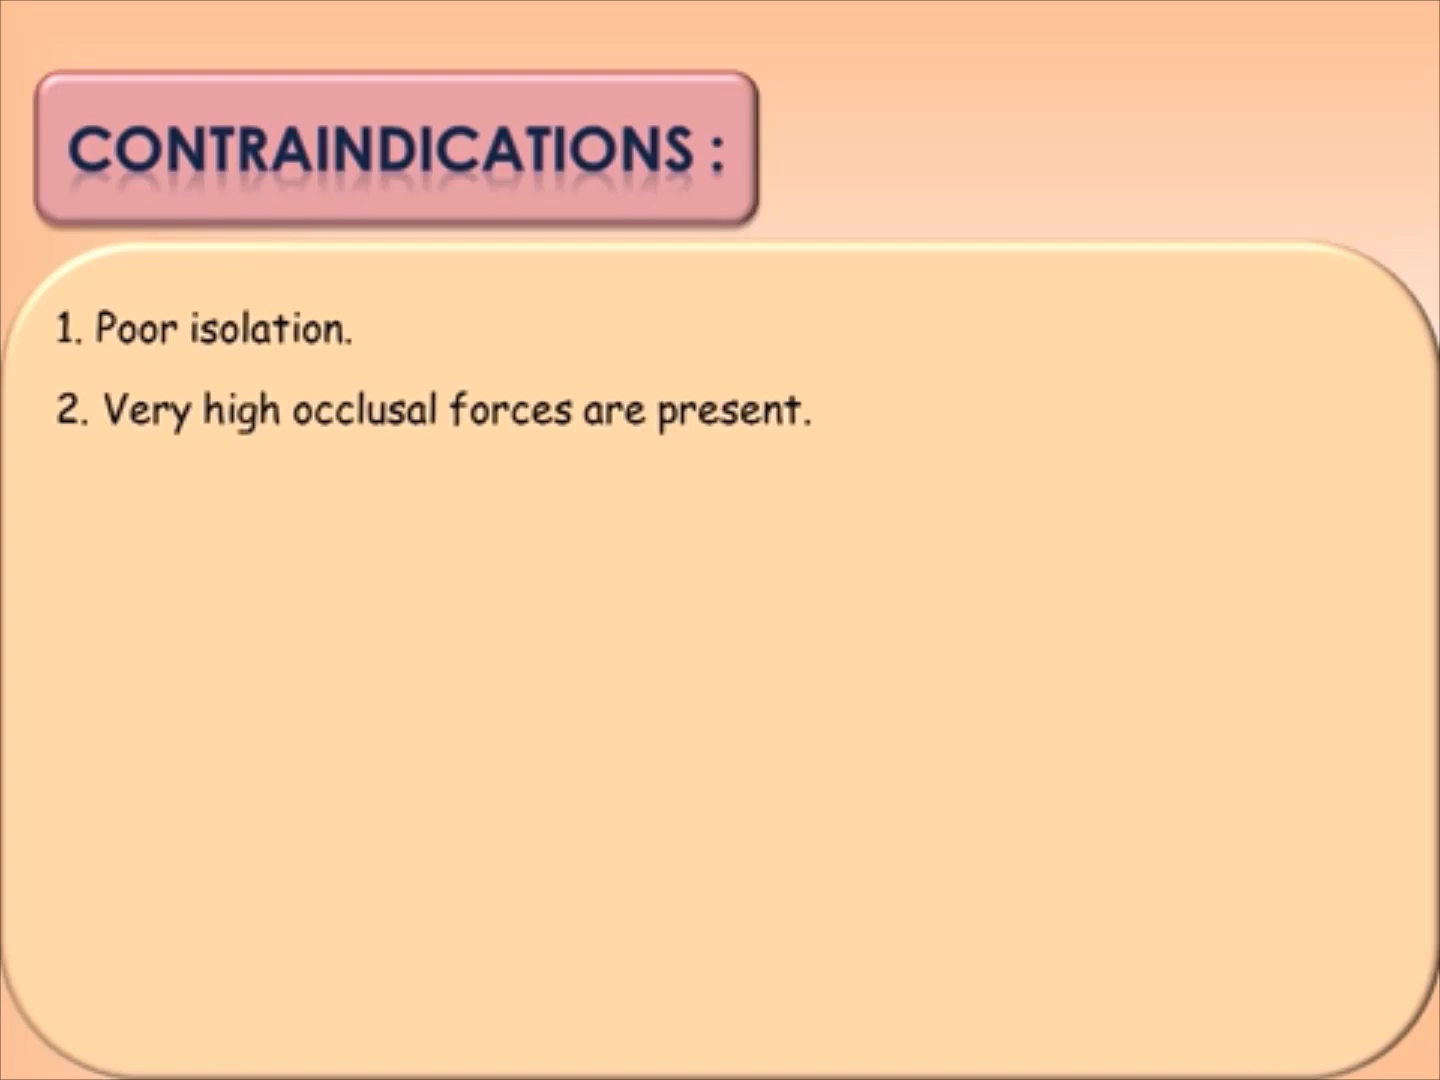 CONTRAINDICATIONS :
1. Poor isolation.
2. Very high occlusal forces are present.